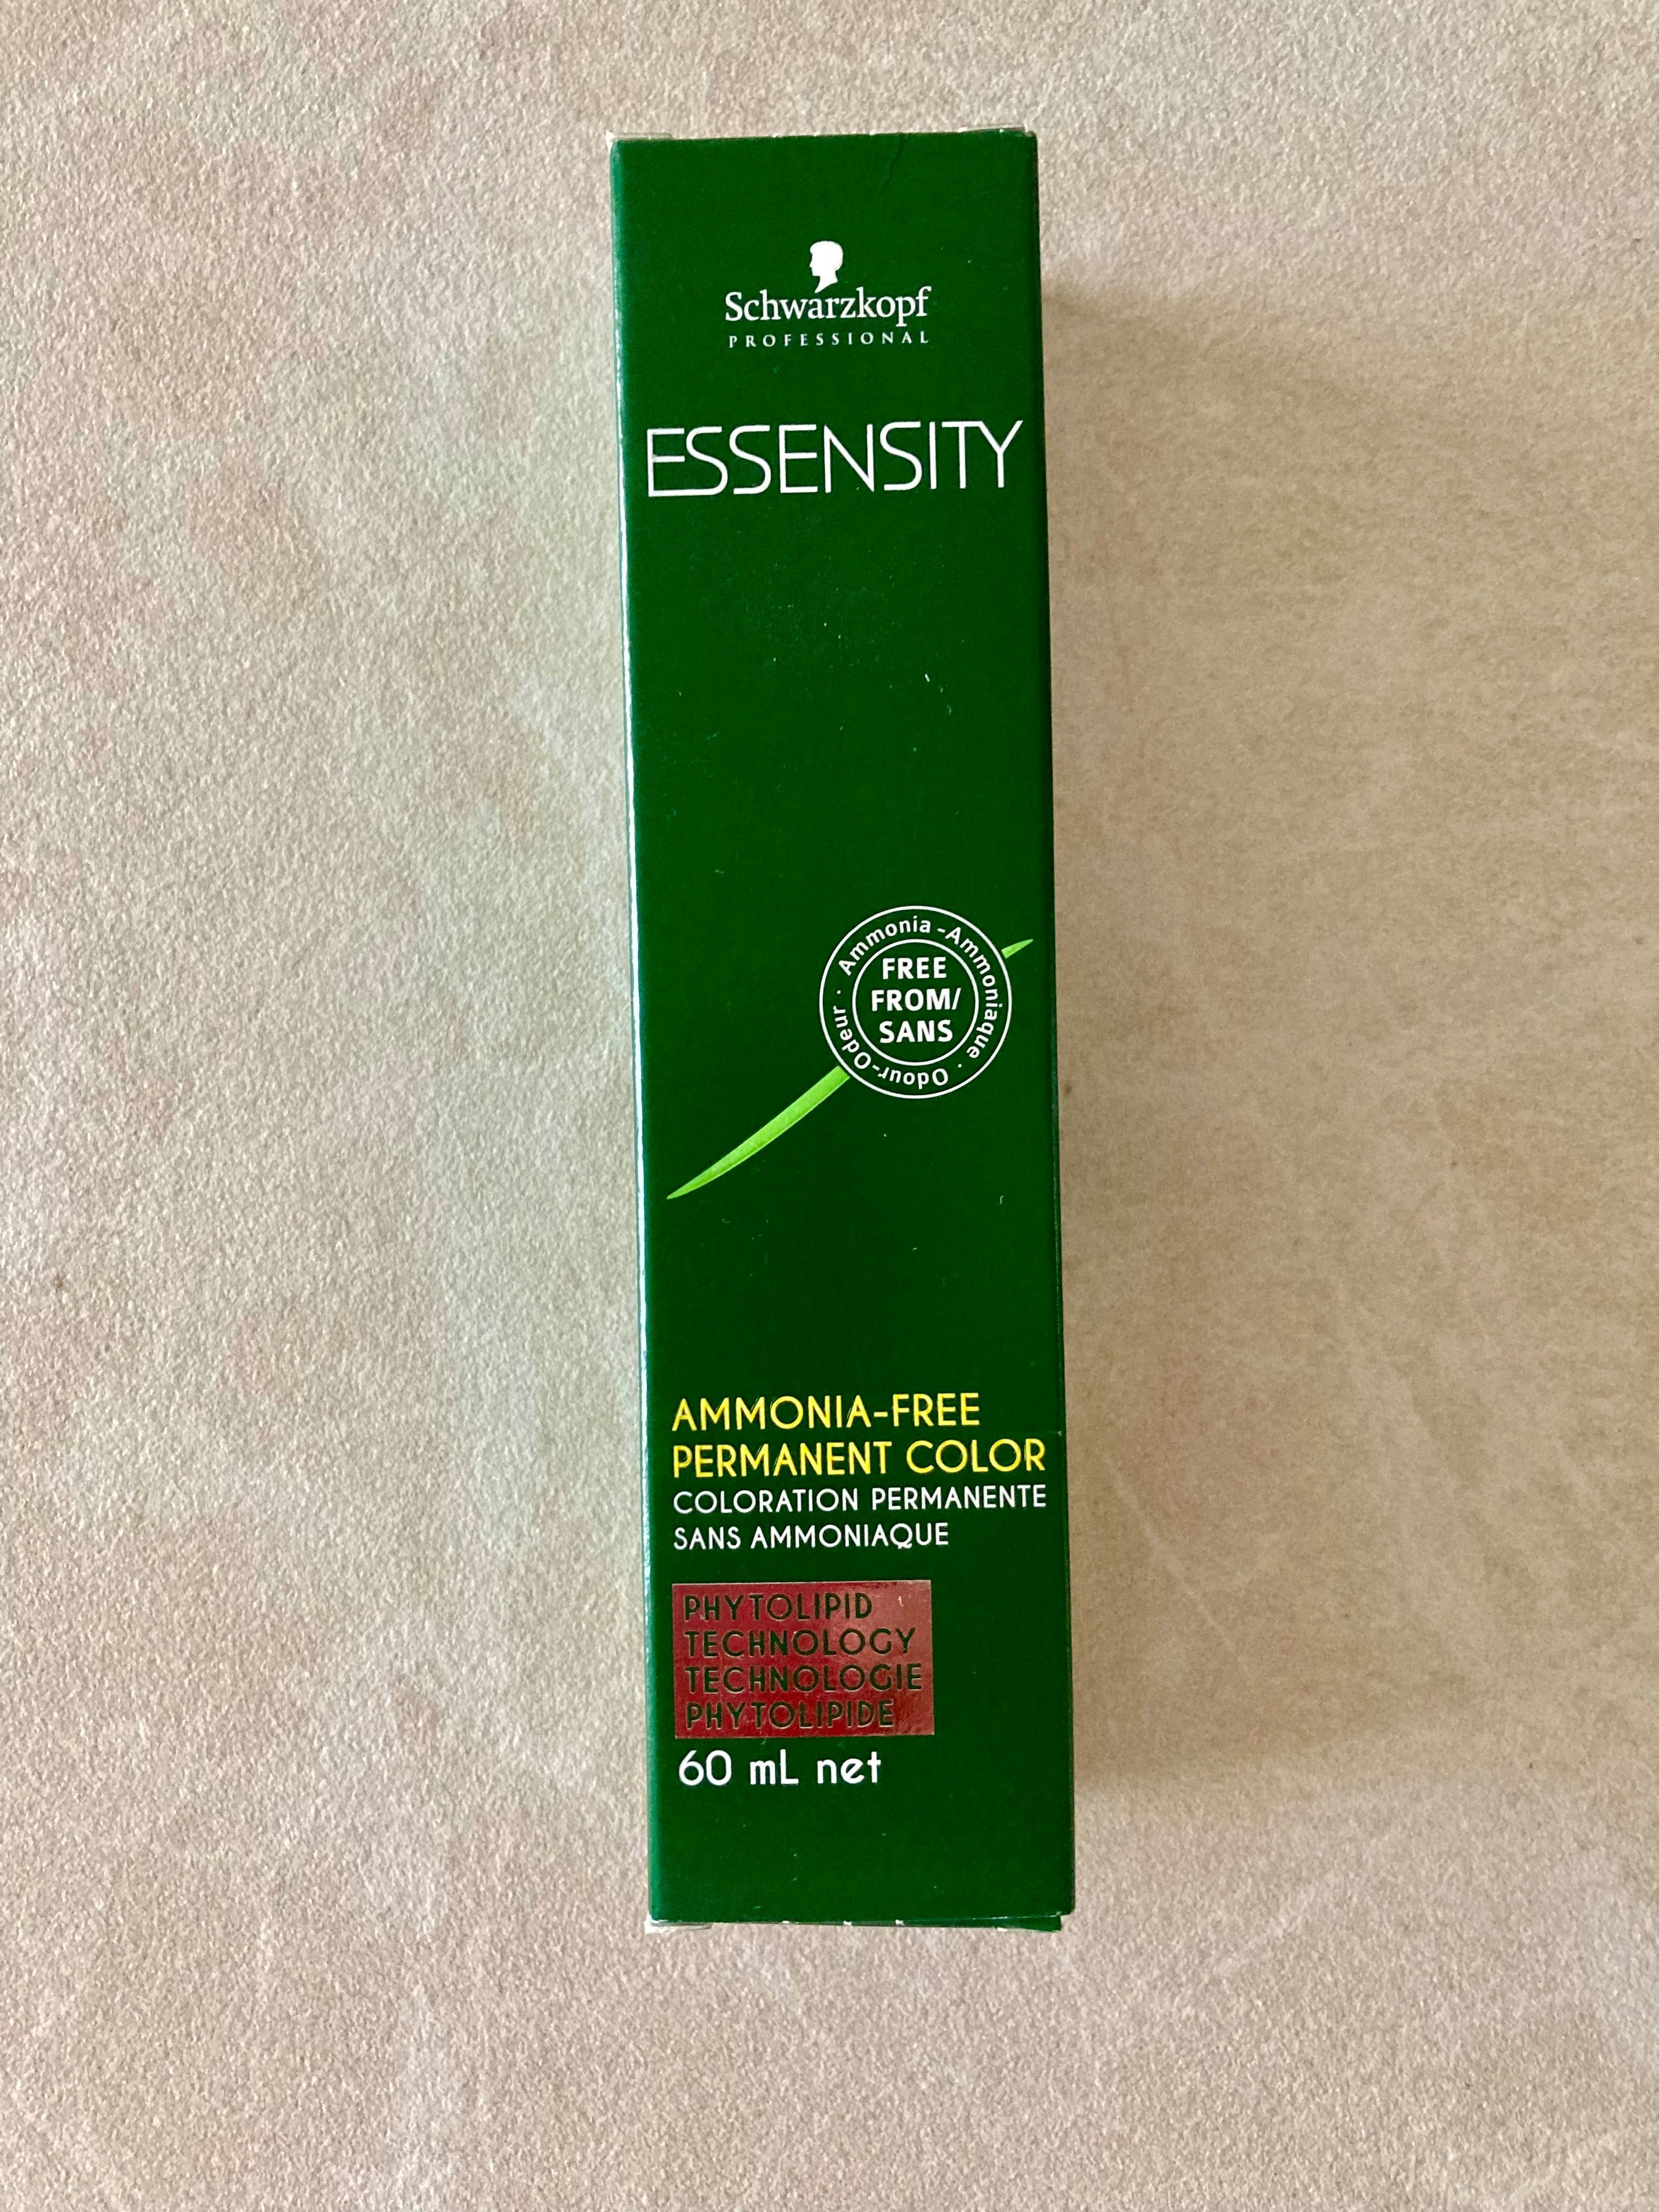 Schwarzkopf
PROFESSIONAL
ESSENSITY
Ammonia-Ammoniaque · Odour-Odeur ·
FREE
FROM/
SANS
AMMONIA-FREE
PERMANENT COLOR
COLORATION PERMANENTE
SANS AMMONIAQUE
PHYTOLIPID
TECHNOLOGY
TECHNOLOGIE
PHYTOLIPIDE
60 mL net